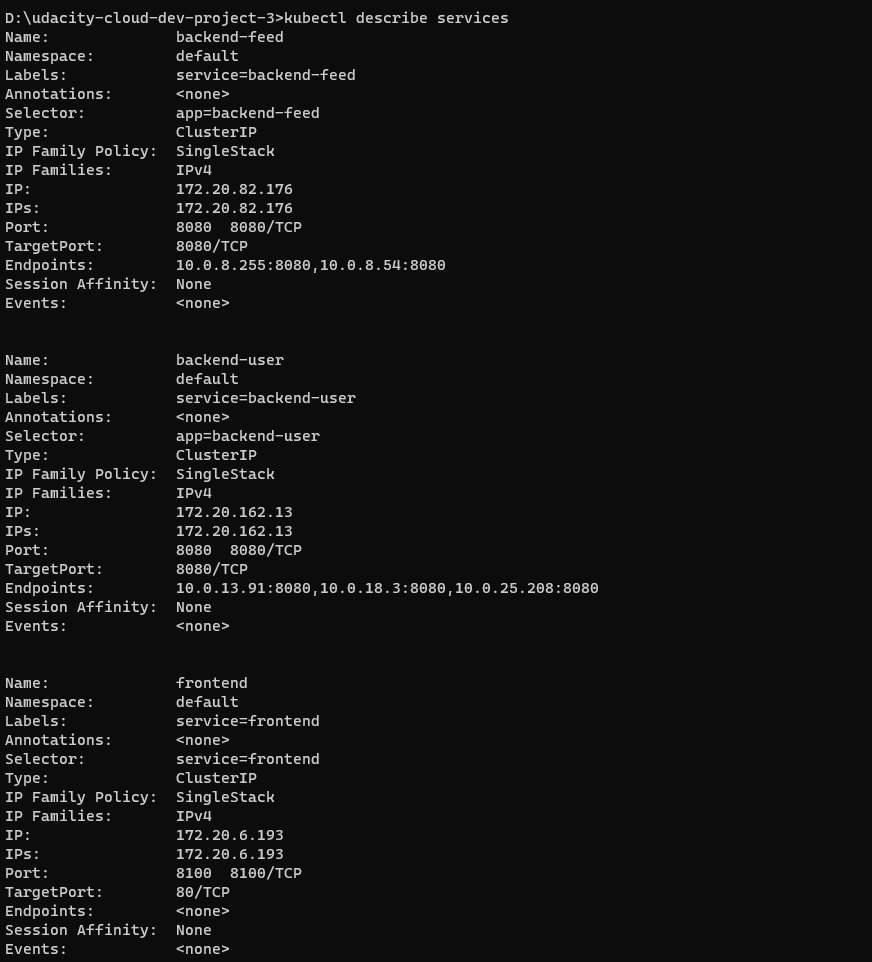 D:\udacity-cloud-dev-project-3>kubectl describe services
Name:              backend-feed
Namespace:         default
Labels:            service=backend-feed
Annotations:       <none>
Selector:          app=backend-feed
Type:              ClusterIP
IP Family Policy:  SingleStack
IP Families:       IPv4
IP:                172.20.82.176
IPs:               172.20.82.176
Port:              8080  8080/TCP
TargetPort:        8080/TCP
Endpoints:         10.0.8.255:8080,10.0.8.54:8080
Session Affinity:  None
Events:            <none>

Name:              backend-user
Namespace:         default
Labels:            service=backend-user
Annotations:       <none>
Selector:          app=backend-user
Type:              ClusterIP
IP Family Policy:  SingleStack
IP Families:       IPv4
IP:                172.20.162.13
IPs:               172.20.162.13
Port:              8080  8080/TCP
TargetPort:        8080/TCP
Endpoints:         10.0.13.91:8080,10.0.18.3:8080,10.0.25.208:8080
Session Affinity:  None
Events:            <none>

Name:              frontend
Namespace:         default
Labels:            service=frontend
Annotations:       <none>
Selector:          service=frontend
Type:              ClusterIP
IP Family Policy:  SingleStack
IP Families:       IPv4
IP:                172.20.6.193
IPs:               172.20.6.193
Port:              8100  8100/TCP
TargetPort:        80/TCP
Endpoints:         <none>
Session Affinity:  None
Events:            <none>